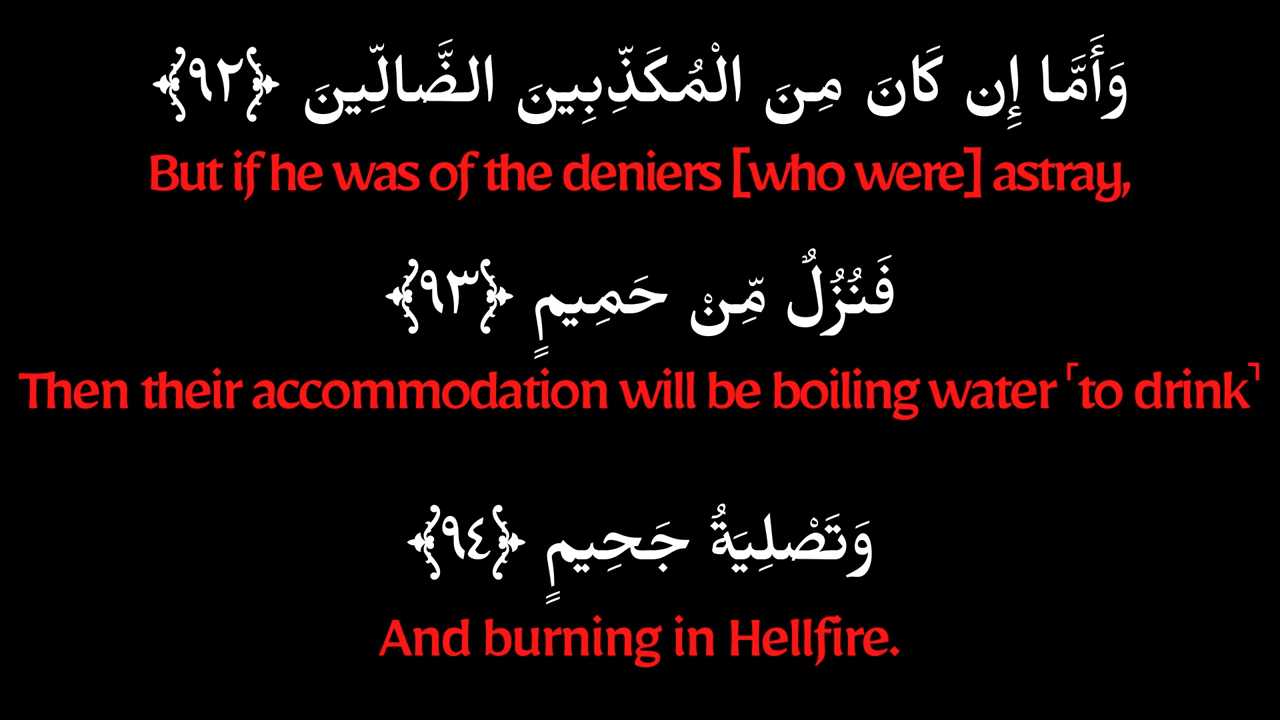 وَأَمَّا إِن كَانَ مِنَ الْمُكَذِّبِينَ الضَّالِّينَ ﴿٩٢﴾
But if he was of the deniers [who were] astray,
فَنُزُلٌ مِّنْ حَمِيمٍ ﴿٩٣﴾
Then their accommodation will be boiling water ˹to drink˺
وَتَصْلِيَةُ جَحِيمٍ ﴿٩٤﴾
And burning in Hellfire.